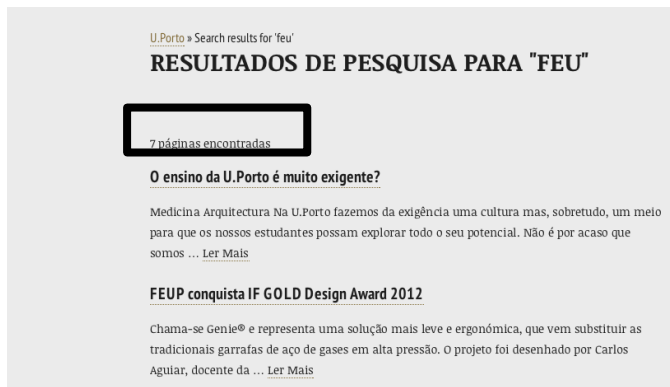 U.Porto » Search results for 'feu'
RESULTADOS DE PESQUISA PARA "FEU"
7 páginas encontradas
O ensino da U.Porto é muito exigente?
Medicina Arquitectura Na U.Porto fazemos da exigência uma cultura mas, sobretudo, um meio
para que os nossos estudantes possam explorar todo o seu potencial. Não é por acaso que
somos … Ler Mais
FEUP conquista IF GOLD Design Award 2012
Chama-se Genie® e representa uma solução mais leve e ergonómica, que vem substituir as
tradicionais garrafas de aço de gases em alta pressão. O projeto foi desenhado por Carlos
Aguiar, docente da … Ler Mais